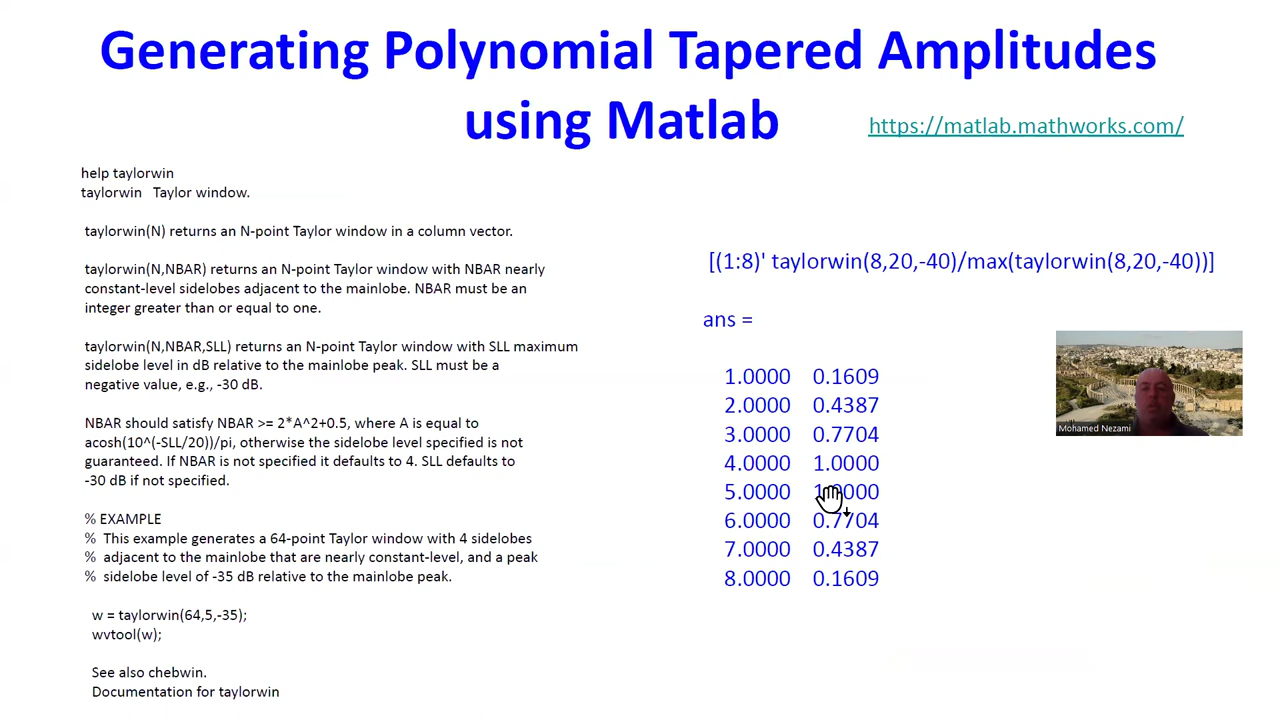 Generating Polynomial Tapered Amplitudes
using Matlab
https://matlab.mathworks.com/
help taylorwin
taylorwin Taylor window.
taylorwin(N) returns an N-point Taylor window in a column vector.
taylorwin(N,NBAR) returns an N-point Taylor window with NBAR nearly
constant-level sidelobes adjacent to the mainlobe. NBAR must be an
integer greater than or equal to one.
taylorwin(N,NBAR,SLL) returns an N-point Taylor window with SLL maximum
sidelobe level in dB relative to the mainlobe peak. SLL must be a
negative value, e.g., -30 dB.
NBAR should satisfy NBAR >= 2*A^2+0.5, where A is equal to
acosh(10^(-SLL/20))/pi, otherwise the sidelobe level specified is not
guaranteed. If NBAR is not specified it defaults to 4. SLL defaults to
-30 dB if not specified.
% EXAMPLE
% This example generates a 64-point Taylor window with 4 sidelobes
% adjacent to the mainlobe that are nearly constant-level, and a peak
% sidelobe level of -35 dB relative to the mainlobe peak.
w = taylorwin(64,5,-35);
wvtool(w);
See also chebwin.
Documentation for taylorwin
[(1:8)' taylorwin(8,20,-40)/max(taylorwin(8,20,-40))]
ans =
1.0000 0.1609
2.0000 0.4387
3.0000 0.7704
4.0000 1.0000
5.0000 1.0000
6.0000 0.7704
7.0000 0.4387
8.0000 0.1609
Mohamed Nezami